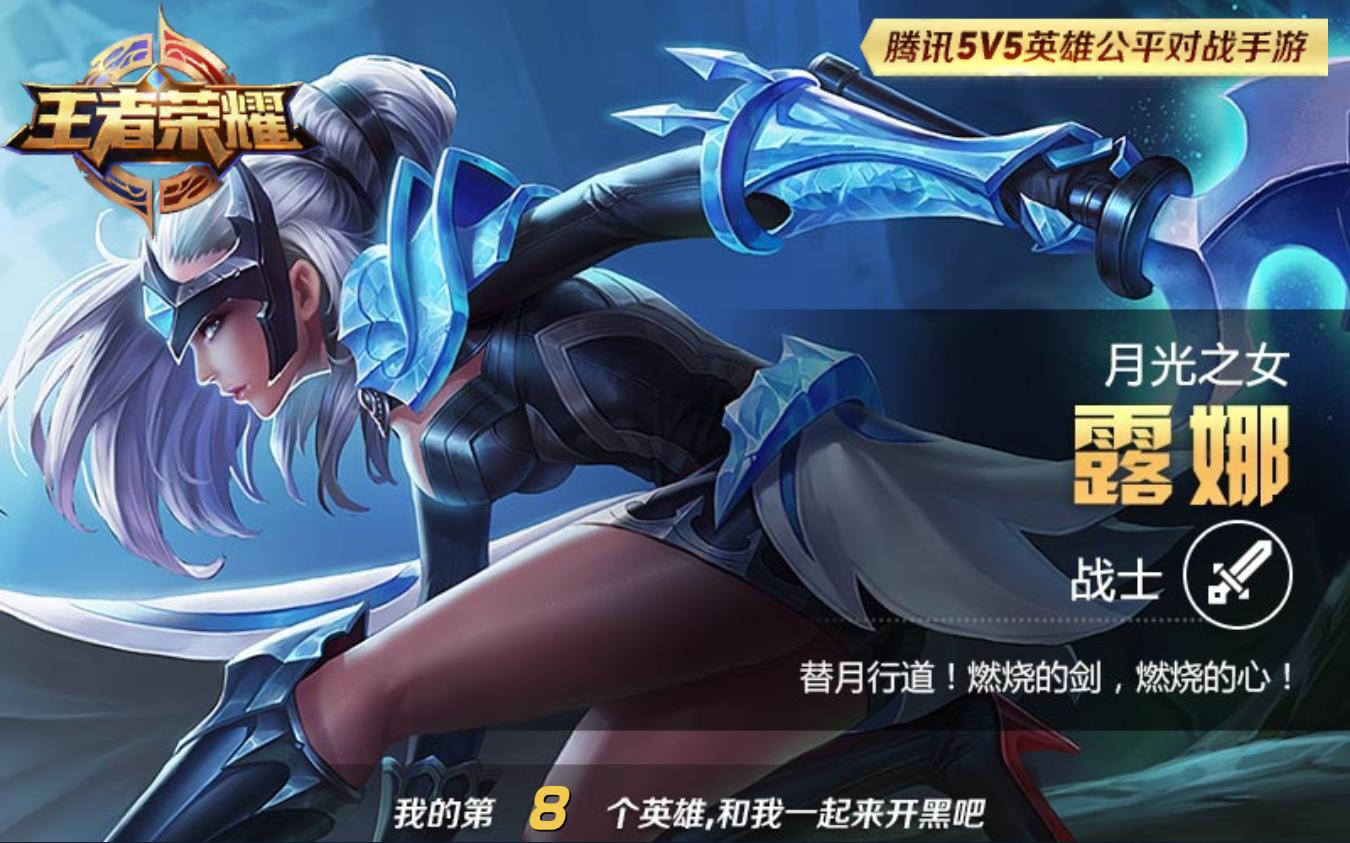 王者荣耀
腾讯5V5英雄公平对战手游
月光之女
露娜
战士
替月行道！燃烧的剑，燃烧的心！
我的第 8 个英雄,和我一起来开黑吧